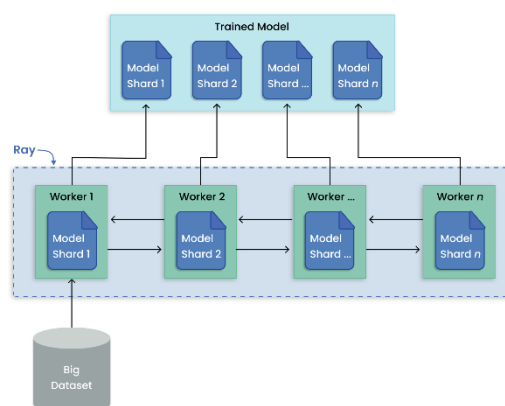 Trained Model
Model
Shard 1
Model
Shard 2
Model
Shard ...
Model
Shard n
Ray
Worker 1
Worker 2
Worker ...
Worker n
Model
Shard 1
Model
Shard 2
Model
Shard ...
Model
Shard n
Big
Dataset